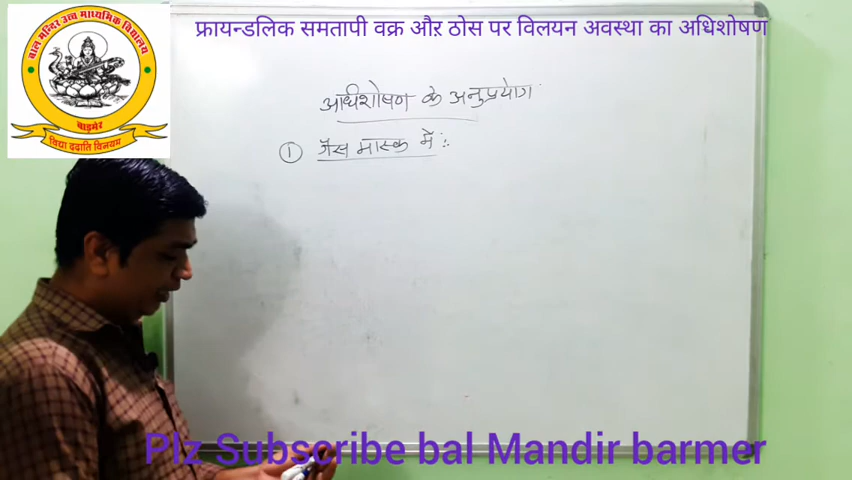 फ्रायन्डलिक समतापी वक्र औऱ ठोस पर विलयन अवस्था का अधिशोषण
बाल मन्दिर उच्च माध्यमिक विद्यालय
बाड़मेर
विद्या ददाति विनयम
अधिशोषण के अनुप्रयोग
① गैस मास्क में :
Plz Subscribe bal Mandir barmer